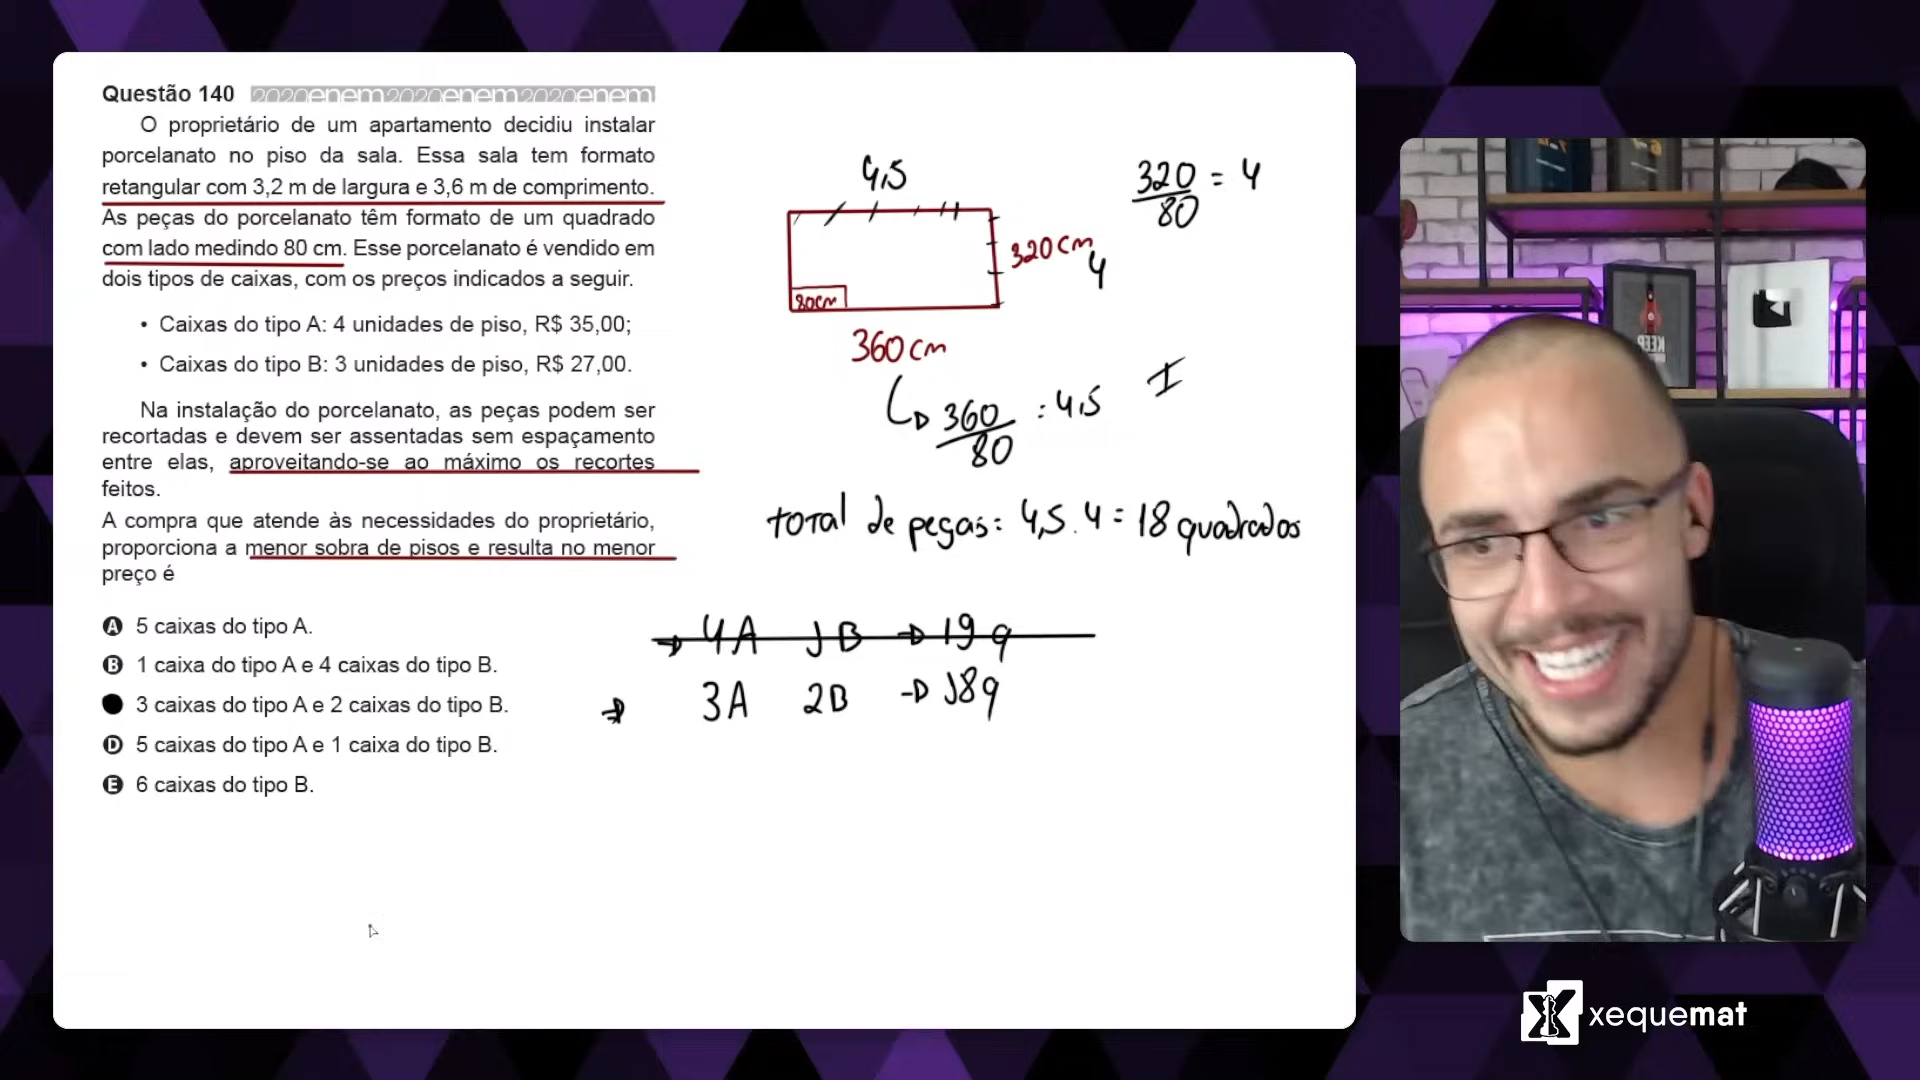 Questão 140 2020enem2020enem2020enem
O proprietário de um apartamento decidiu instalar
porcelanato no piso da sala. Essa sala tem formato
retangular com 3,2 m de largura e 3,6 m de comprimento.
As peças do porcelanato têm formato de um quadrado
com lado medindo 80 cm. Esse porcelanato é vendido em
dois tipos de caixas, com os preços indicados a seguir.
• Caixas do tipo A: 4 unidades de piso, R$ 35,00;
• Caixas do tipo B: 3 unidades de piso, R$ 27,00.
Na instalação do porcelanato, as peças podem ser
recortadas e devem ser assentadas sem espaçamento
entre elas, aproveitando-se ao máximo os recortes
feitos.
A compra que atende às necessidades do proprietário,
proporciona a menor sobra de pisos e resulta no menor
preço é
A 5 caixas do tipo A.
B 1 caixa do tipo A e 4 caixas do tipo B.
3 caixas do tipo A e 2 caixas do tipo B.
D 5 caixas do tipo A e 1 caixa do tipo B.
E 6 caixas do tipo B.
4,5
320/80 = 4
320cm
4
80cm
360cm
360/80 = 4,5
total de peças: 4,5 . 4 = 18 quadrados
4A 1B → 19q
3A 2B → 18q
KEEP
xequemat